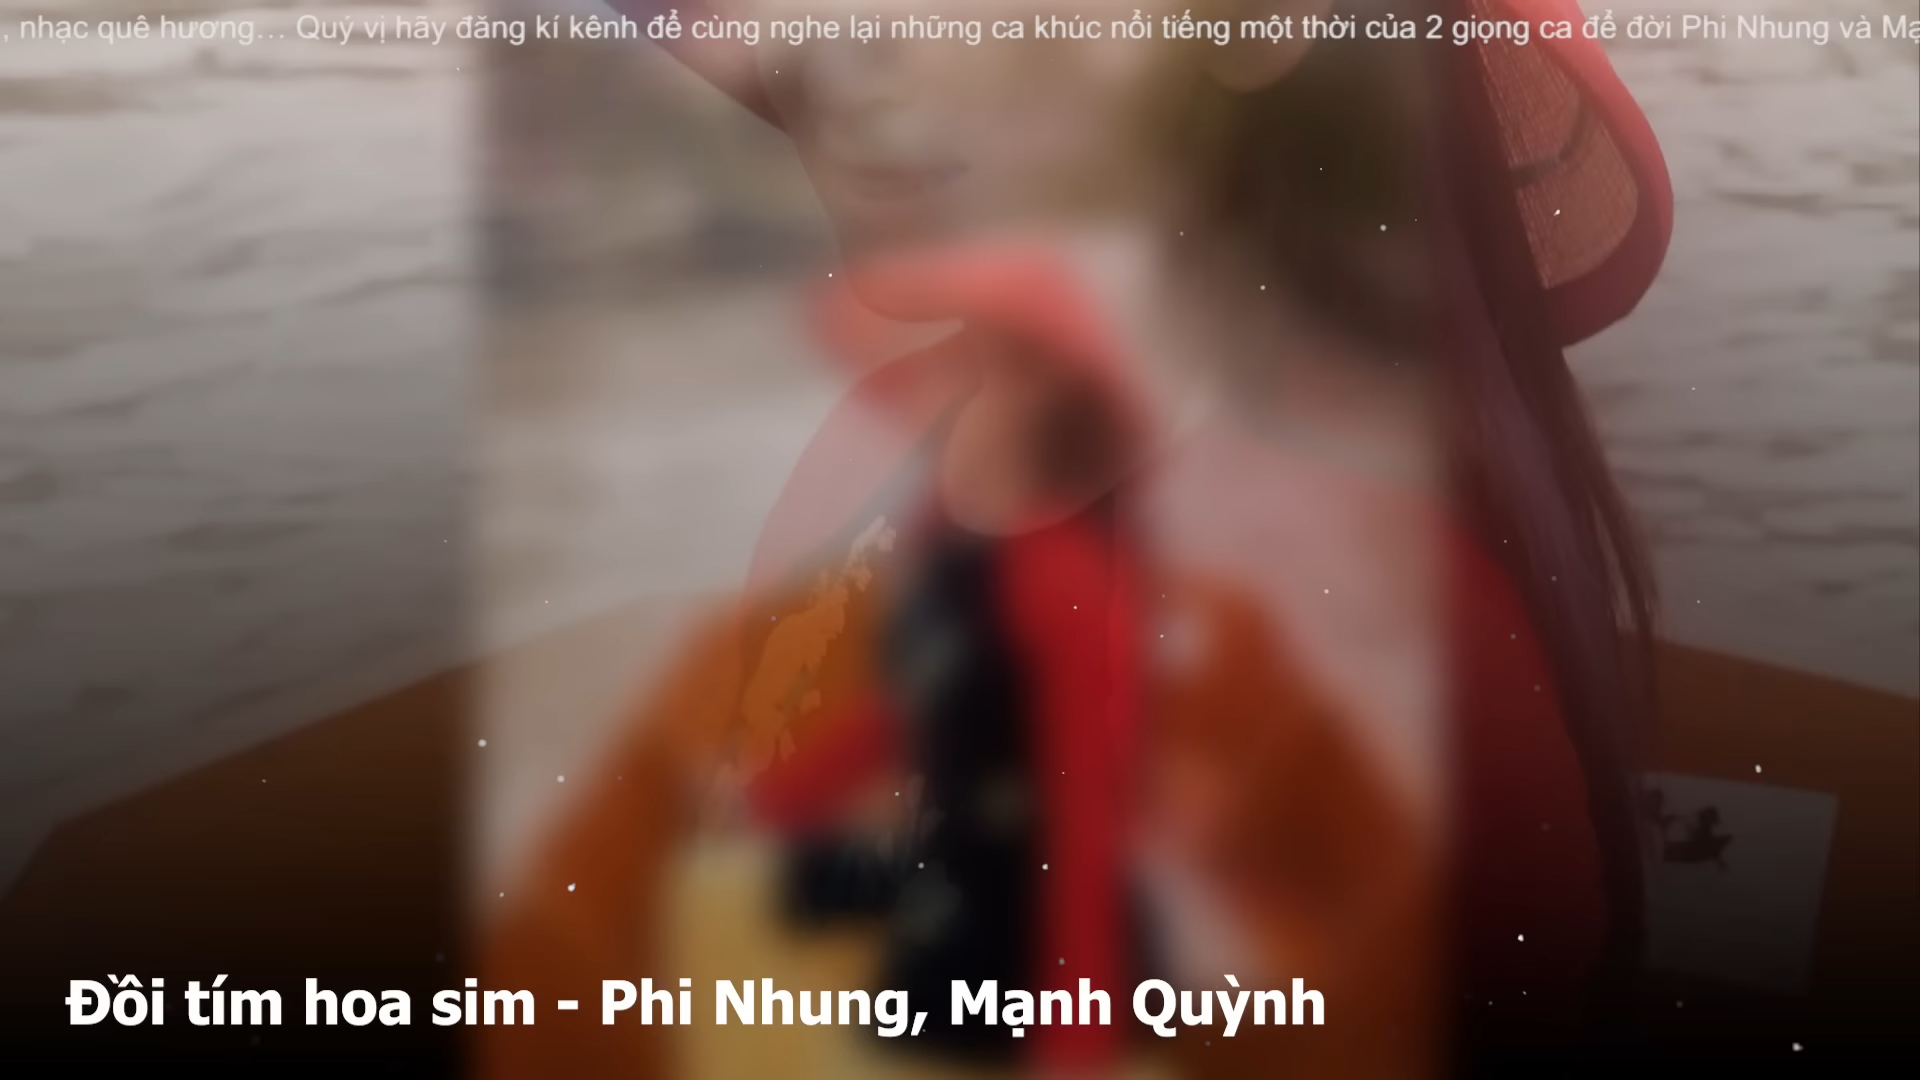 , nhạc quê hương... Quý vị hãy đăng kí kênh để cùng nghe lại những ca khúc nổi tiếng một thời của 2 giọng ca để đời Phi Nhung và Mạ
Đồi tím hoa sim - Phi Nhung, Mạnh Quỳnh